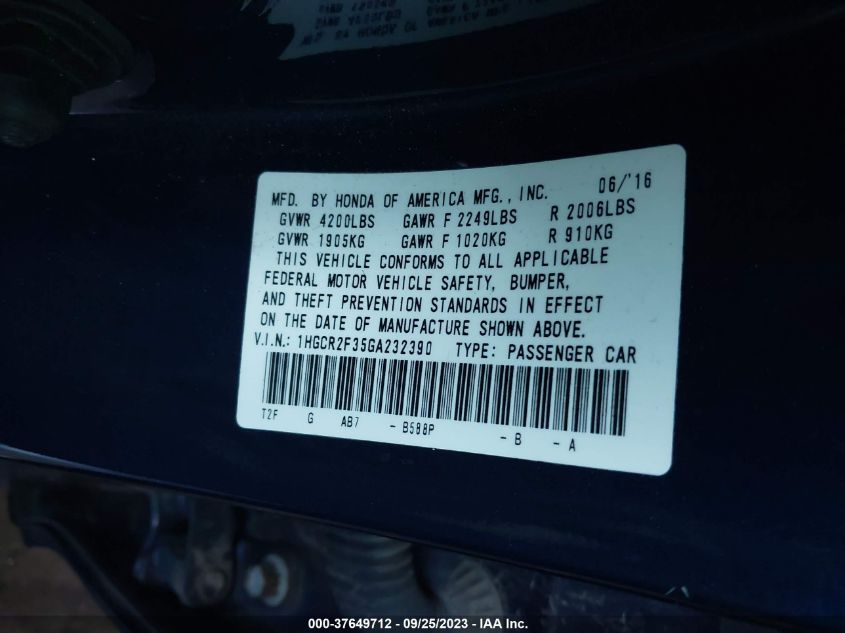 MFD. BY HONDA OF AMERICA MFG., INC. 06/'16
GVWR 4200LBS GAWR F 2249LBS R 2006LBS
GVWR 1905KG GAWR F 1020KG R 910KG
THIS VEHICLE CONFORMS TO ALL APPLICABLE
FEDERAL MOTOR VEHICLE SAFETY, BUMPER,
AND THEFT PREVENTION STANDARDS IN EFFECT
ON THE DATE OF MANUFACTURE SHOWN ABOVE.
V.I.N.: 1HGCR2F35GA232390 TYPE: PASSENGER CAR
T2F G AB7 - B588P - B - A
000-37649712 - 09/25/2023 - © IAA Inc.